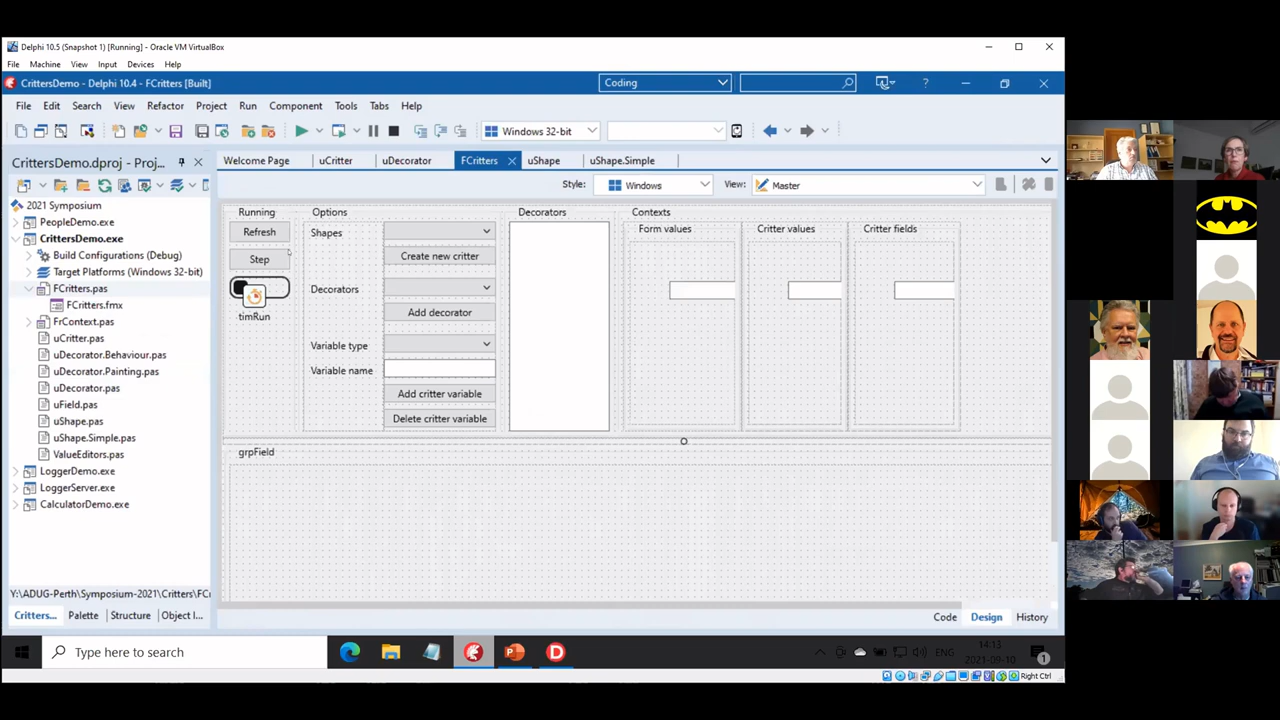 Delphi 10.5 (Snapshot 1) [Running] - Oracle VM VirtualBox
File Machine View Input Devices Help
CrittersDemo - Delphi 10.4 - FCritters [Built]
Coding
File Edit Search View Refactor Project Run Component Tools Tabs Help
Windows 32-bit
CrittersDemo.dproj - Proj...
Welcome Page uCritter uDecorator FCritters uShape uShape.Simple
Style: Windows View: Master
2021 Symposium
PeopleDemo.exe
CrittersDemo.exe
Build Configurations (Debug)
Target Platforms (Windows 32-bit)
FCritters.pas
FCritters.fmx
FrContext.pas
uCritter.pas
uDecorator.Behaviour.pas
uDecorator.Painting.pas
uDecorator.pas
uField.pas
uShape.pas
uShape.Simple.pas
ValueEditors.pas
LoggerDemo.exe
LoggerServer.exe
CalculatorDemo.exe
Running Options Decorators Contexts
Refresh
Step
timRun
Shapes
Create new critter
Decorators
Add decorator
Variable type
Variable name
Add critter variable
Delete critter variable
Form values Critter values Critter fields
grpField
Y:\ADUG-Perth\Symposium-2021\Critters\FCr
Critters... Palette Structure Object I...
Code Design History
Type here to search
ENG
14:13
2021-09-10
1
Right Ctrl